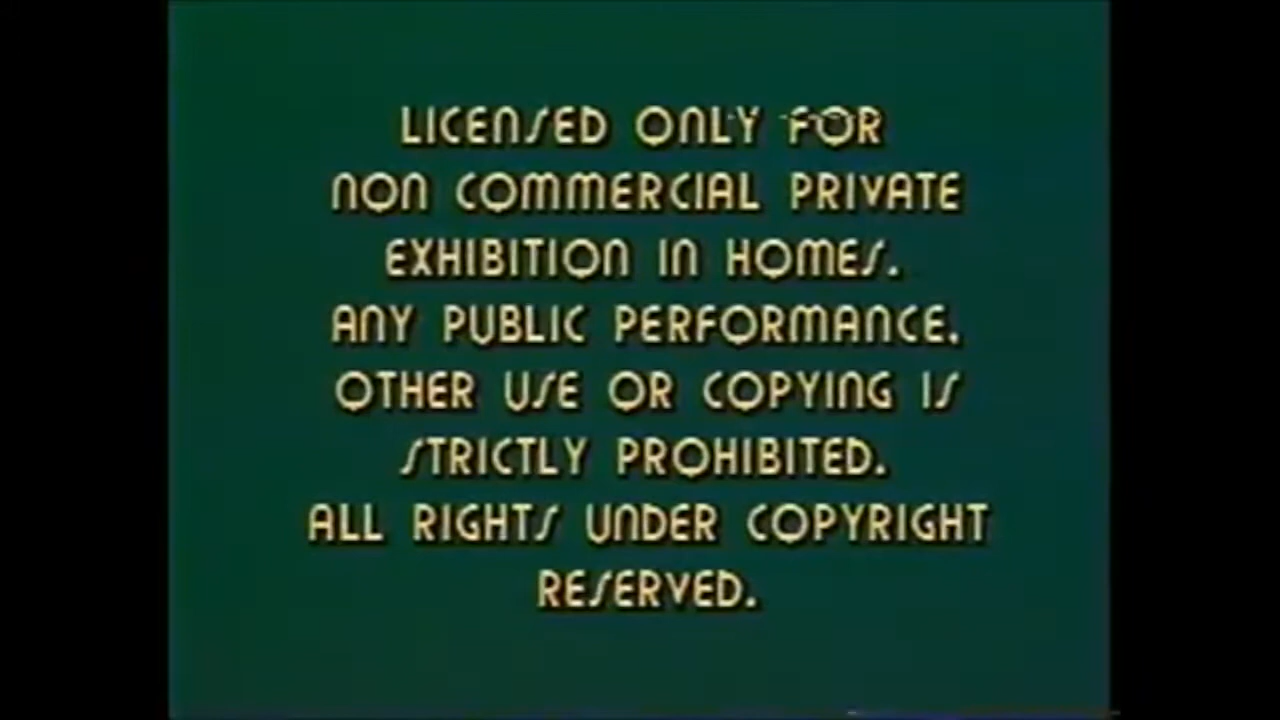 LICENSED ONLY FOR
NON COMMERCIAL PRIVATE
EXHIBITION IN HOMES.
ANY PUBLIC PERFORMANCE,
OTHER USE OR COPYING IS
STRICTLY PROHIBITED.
ALL RIGHTS UNDER COPYRIGHT
RESERVED.